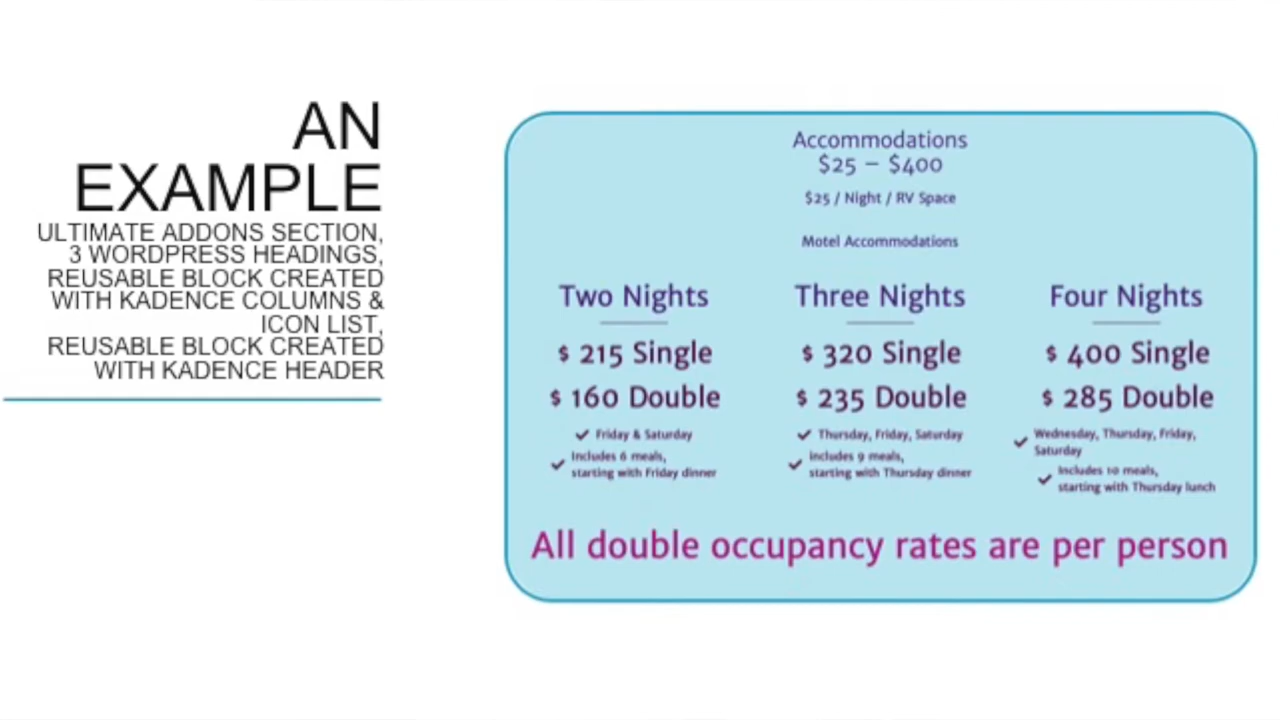 AN
EXAMPLE
ULTIMATE ADDONS SECTION,
3 WORDPRESS HEADINGS,
REUSABLE BLOCK CREATED
WITH KADENCE COLUMNS &
ICON LIST,
REUSABLE BLOCK CREATED
WITH KADENCE HEADER
Accommodations
$25 – $400
$25 / Night / RV Space
Motel Accommodations
Two Nights
$ 215 Single
$ 160 Double
Friday & Saturday
Includes 6 meals,
starting with Friday dinner
Three Nights
$ 320 Single
$ 235 Double
Thursday, Friday, Saturday
Includes 9 meals,
starting with Thursday dinner
Four Nights
$ 400 Single
$ 285 Double
Wednesday, Thursday, Friday,
Saturday
Includes 10 meals,
starting with Thursday lunch
All double occupancy rates are per person